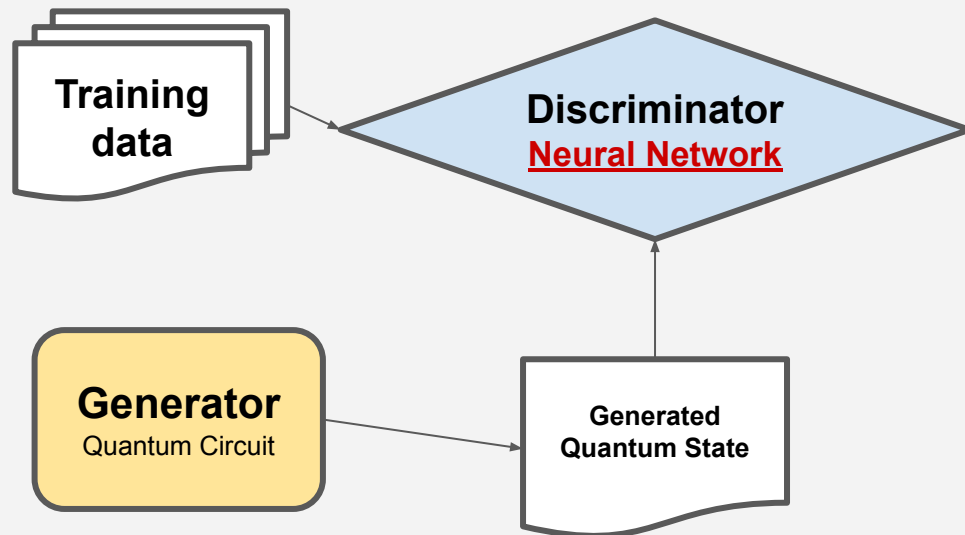 Training
data
Discriminator
Neural Network
Generator
Quantum Circuit
Generated
Quantum State